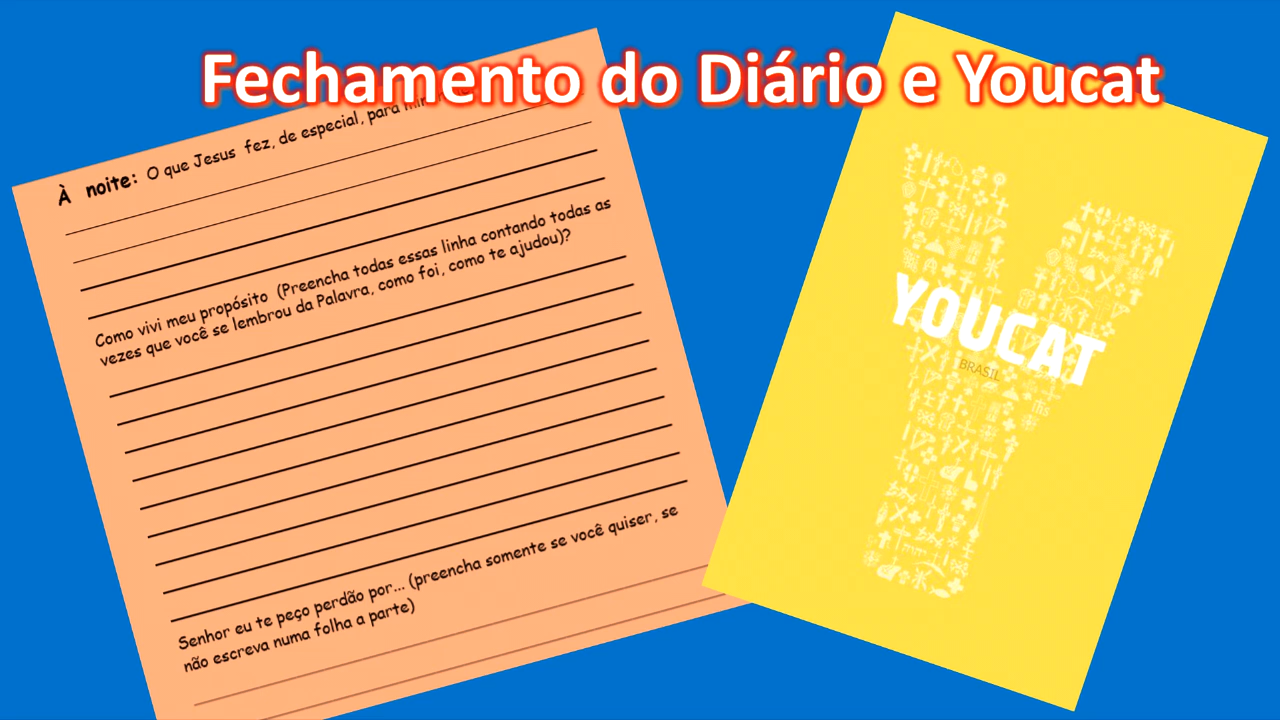 Fechamento do Diário e Youcat
À noite: O que Jesus fez, de especial, para
Como vivi meu propósito (Preencha todas essas linha contando todas as
vezes que você se lembrou da Palavra, como foi, como te ajudou)?
Senhor eu te peço perdão por... (preencha somente se você quiser, se
não escreva numa folha a parte)
YOUCAT
BRASIL